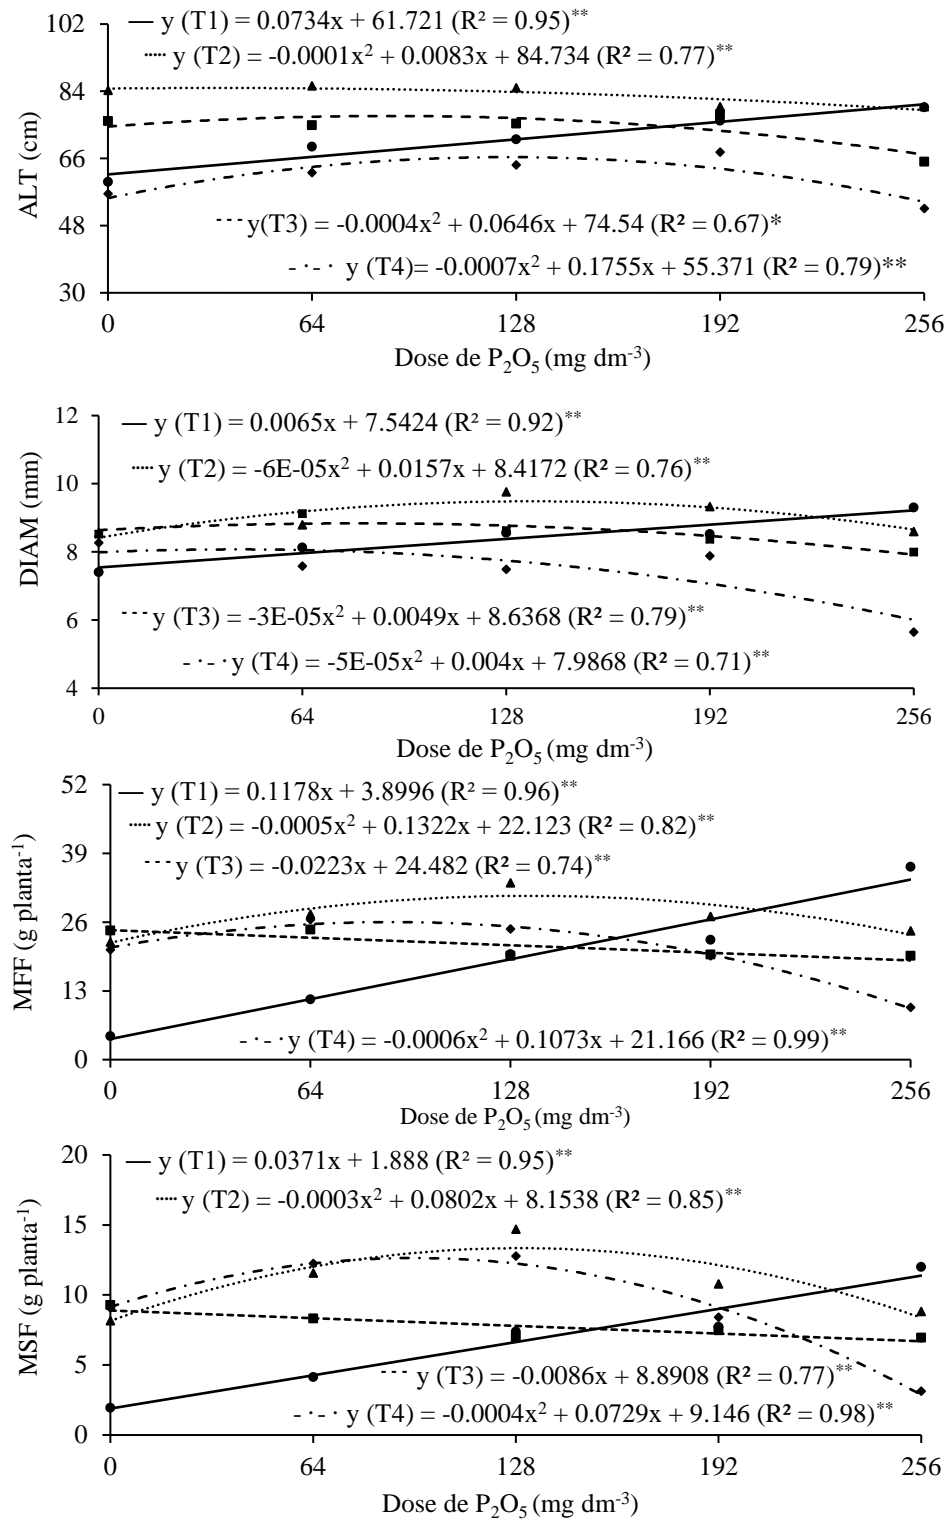 102
y (T1) = 0.0734x + 61.721 (R² = 0.95)**
y (T2) = -0.0001x² + 0.0083x + 84.734 (R² = 0.77)**
84
66
48
30
ALT (cm)
y(T3) = -0.0004x² + 0.0646x + 74.54 (R² = 0.67)*
y (T4)= -0.0007x² + 0.1755x + 55.371 (R² = 0.79)**
0 64 128 192 256
Dose de P₂O₅ (mg dm⁻³)
12
y (T1) = 0.0065x + 7.5424 (R² = 0.92)**
y (T2) = -6E-05x² + 0.0157x + 8.4172 (R² = 0.76)**
10
8
6
4
DIAM (mm)
y (T3) = -3E-05x² + 0.0049x + 8.6368 (R² = 0.79)**
y (T4) = -5E-05x² + 0.004x + 7.9868 (R² = 0.71)**
0 64 128 192 256
Dose de P₂O₅ (mg dm⁻³)
52
y (T1) = 0.1178x + 3.8996 (R² = 0.96)**
y (T2) = -0.0005x² + 0.1322x + 22.123 (R² = 0.82)**
39
y (T3) = -0.0223x + 24.482 (R² = 0.74)**
26
13
0
MFF (g planta⁻¹)
y (T4) = -0.0006x² + 0.1073x + 21.166 (R² = 0.99)**
0 64 128 192 256
Dose de P₂O₅ (mg dm⁻³)
20
y (T1) = 0.0371x + 1.888 (R² = 0.95)**
y (T2) = -0.0003x² + 0.0802x + 8.1538 (R² = 0.85)**
15
10
5
0
MSF (g planta⁻¹)
y (T3) = -0.0086x + 8.8908 (R² = 0.77)**
y (T4) = -0.0004x² + 0.0729x + 9.146 (R² = 0.98)**
0 64 128 192 256
Dose de P₂O₅ (mg dm⁻³)